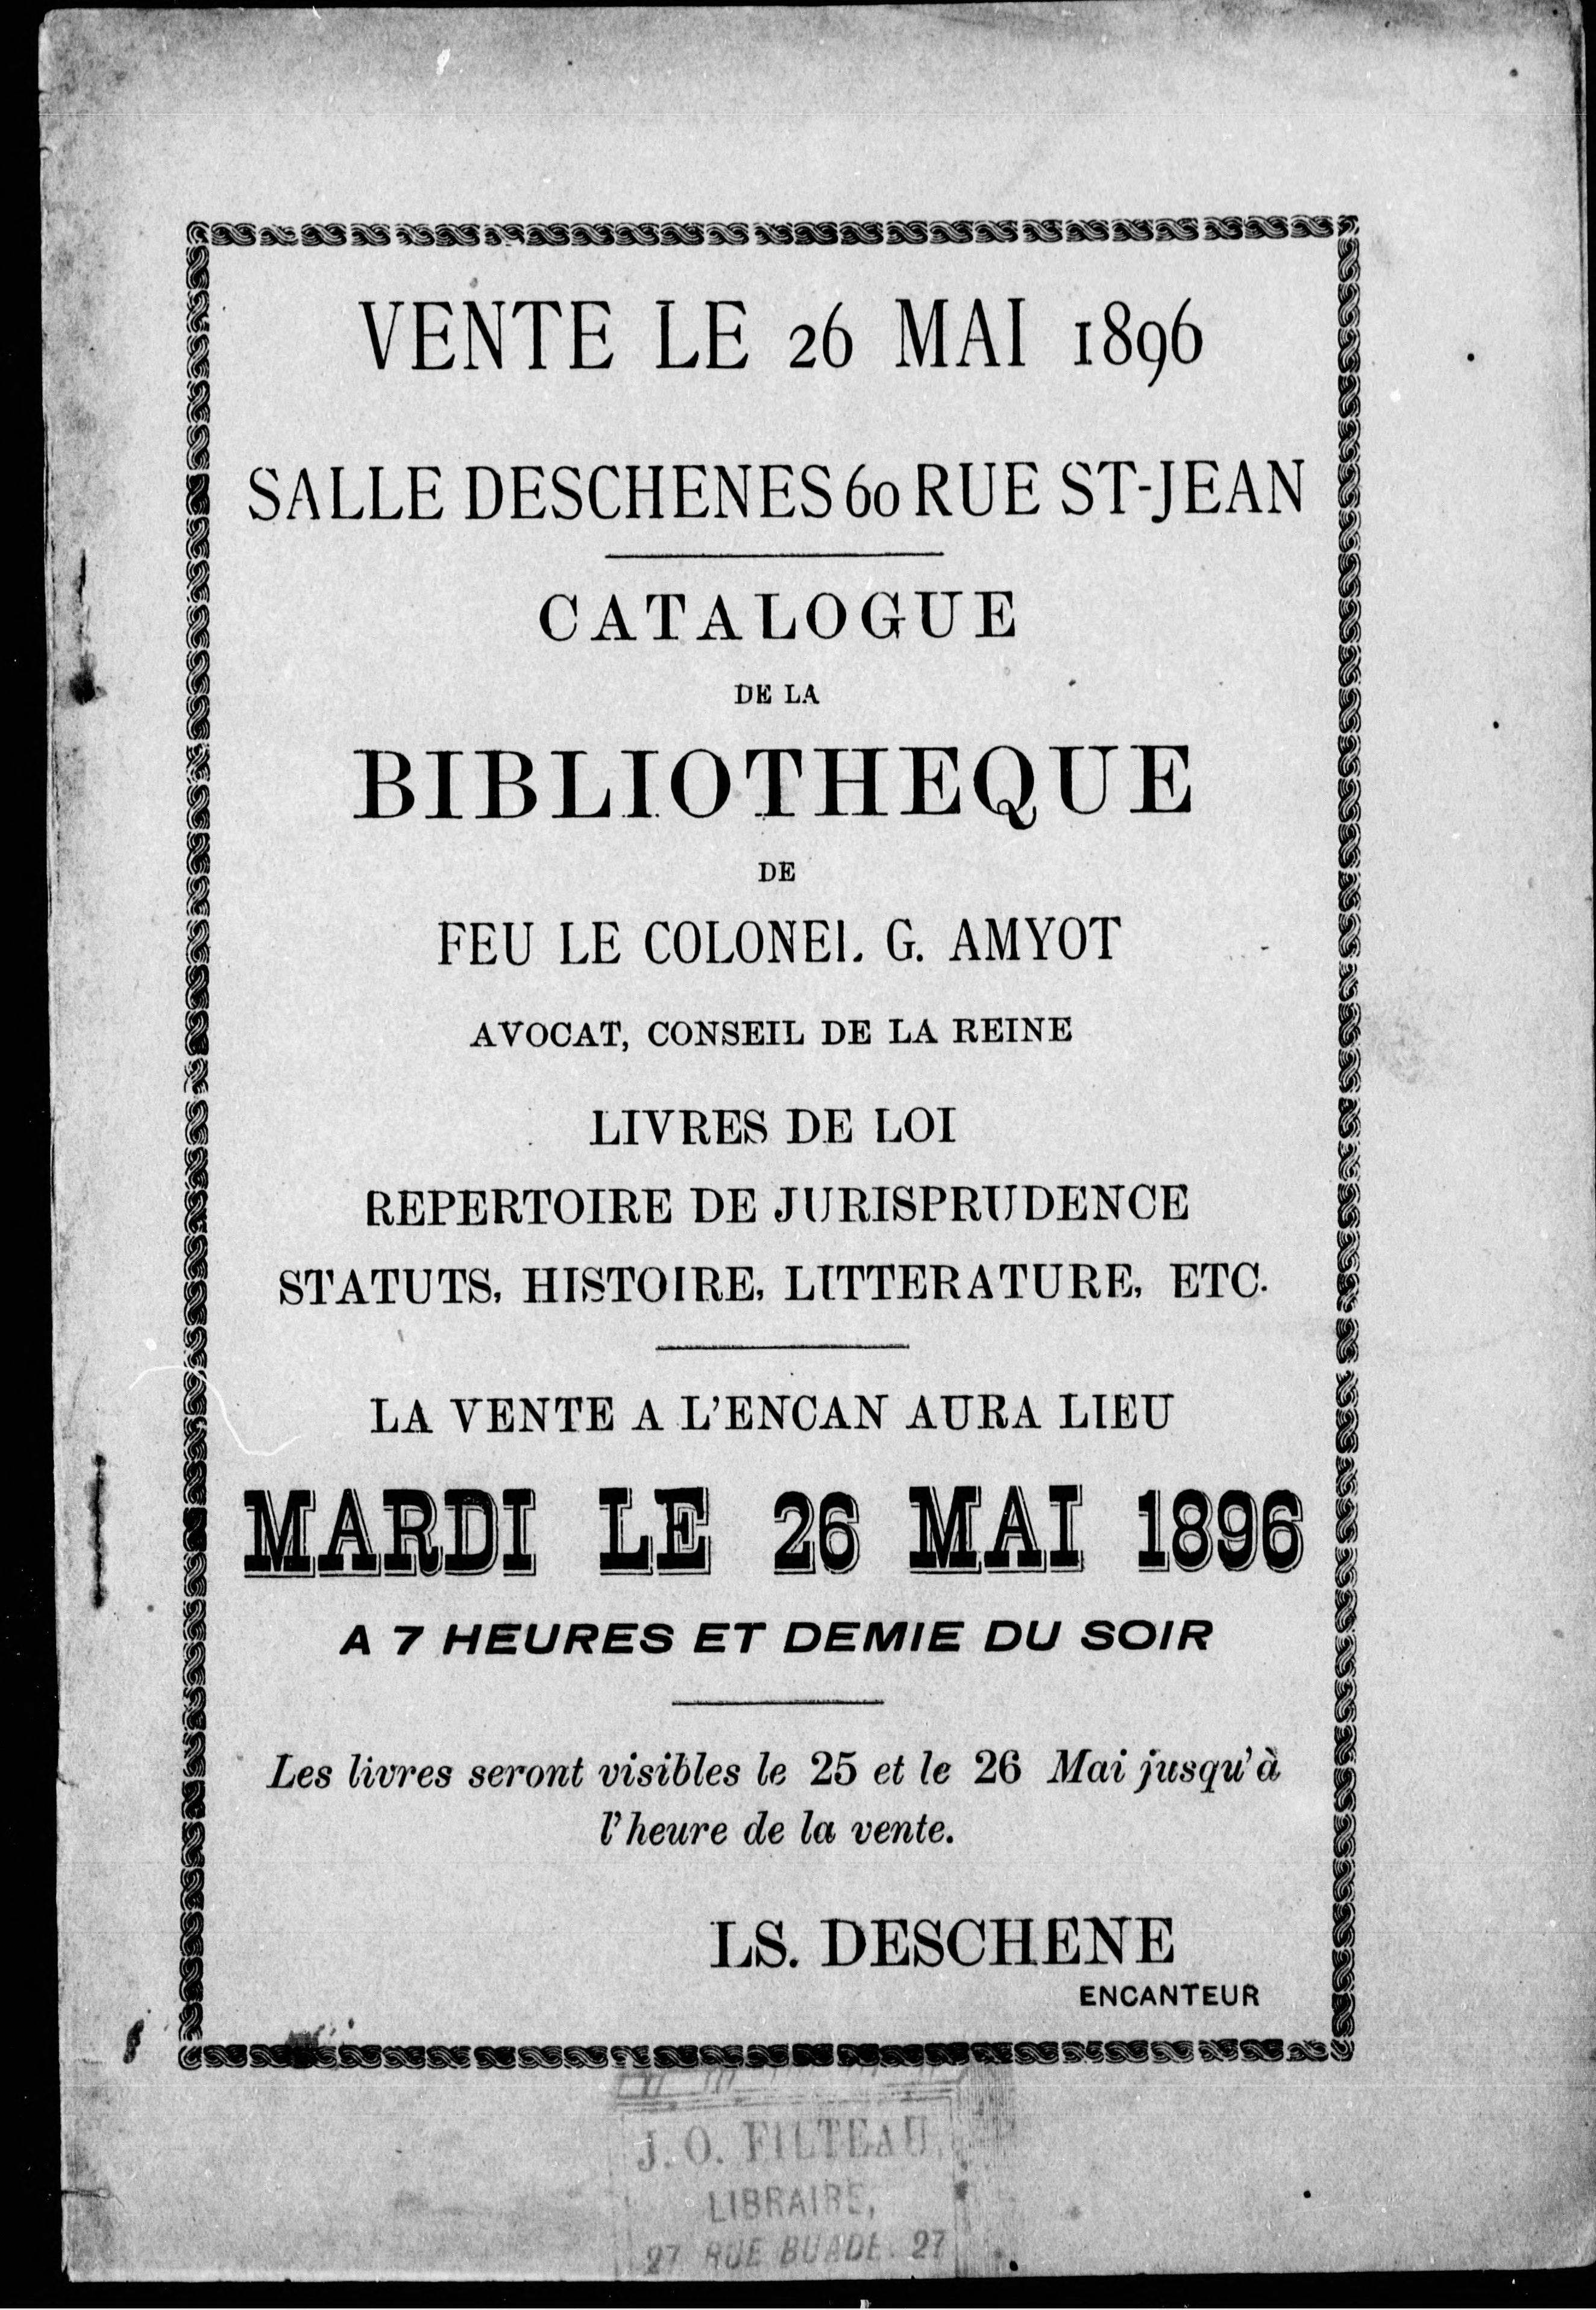 VENTE LE 26 MAI 1896
SALLE DESCHENES 60 RUE ST-JEAN
CATALOGUE
DE LA
BIBLIOTHEQUE
DE
FEU LE COLONEL G. AMYOT
AVOCAT, CONSEIL DE LA REINE
LIVRES DE LOI
REPERTOIRE DE JURISPRUDENCE
STATUTS, HISTOIRE, LITTERATURE, ETC.
LA VENTE A L'ENCAN AURA LIEU
MARDI LE 26 MAI 1896
A 7 HEURES ET DEMIE DU SOIR
Les livres seront visibles le 25 et le 26 Mai jusqu'à
l'heure de la vente.
LS. DESCHENE
ENCANTEUR
J. O. FILTEAU,
LIBRAIRE,
27 RUE BUADE. 27